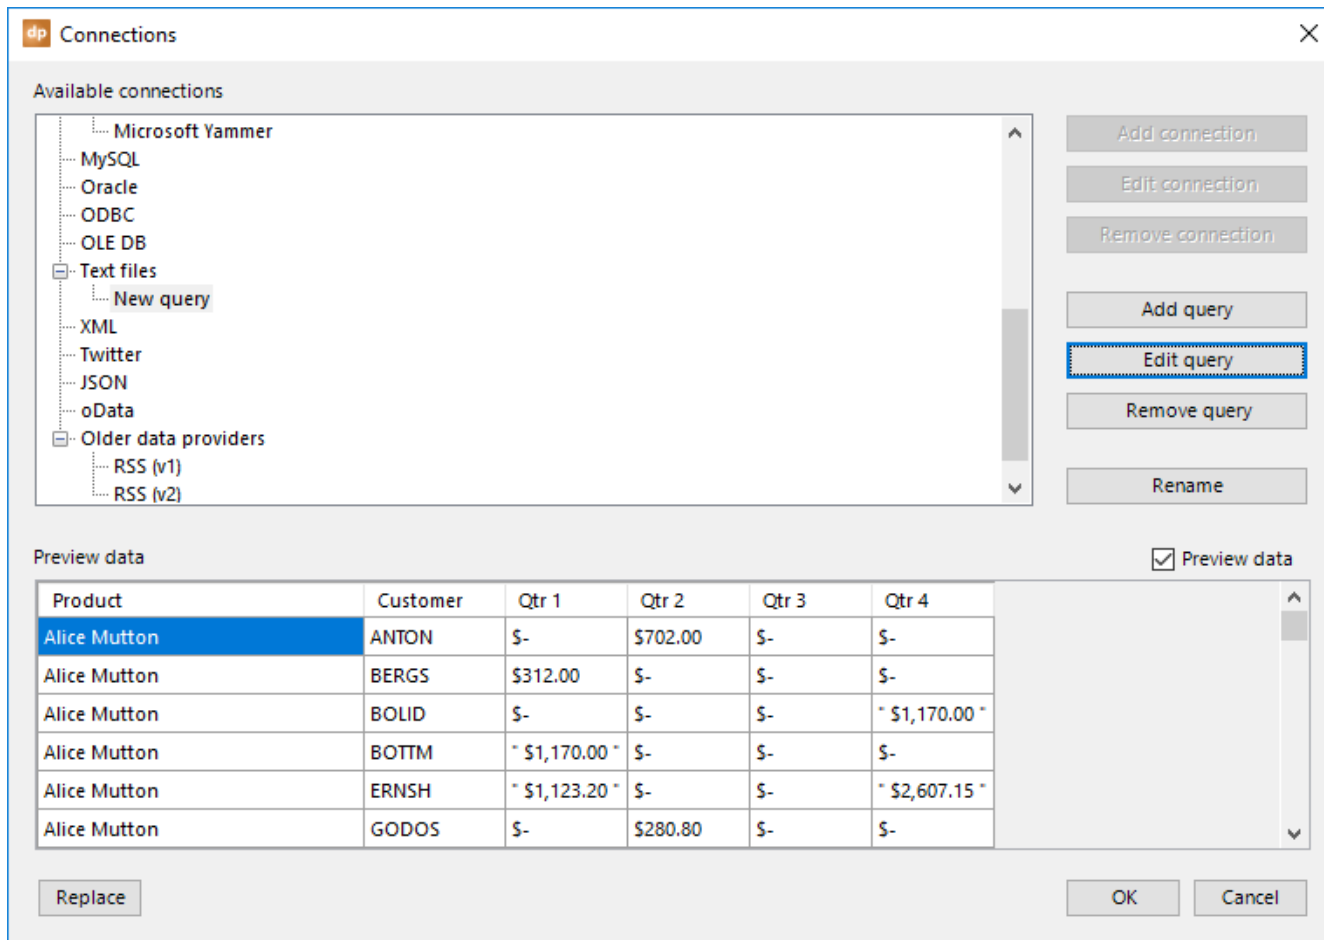 dp Connections
Available connections
Microsoft Yammer
MySQL
Oracle
ODBC
OLE DB
Text files
New query
XML
Twitter
JSON
oData
Older data providers
RSS (v1)
RSS (v2)
Add connection
Edit connection
Remove connection
Add query
Edit query
Remove query
Rename
Preview data
Preview data
Product Customer Qtr 1 Qtr 2 Qtr 3 Qtr 4
Alice Mutton ANTON $- $702.00 $- $-
Alice Mutton BERGS $312.00 $- $- $-
Alice Mutton BOLID $- $- $- " $1,170.00 "
Alice Mutton BOTTM " $1,170.00 " $- $- $-
Alice Mutton ERNSH " $1,123.20 " $- $- " $2,607.15 "
Alice Mutton GODOS $- $280.80 $- $-
Replace OK Cancel